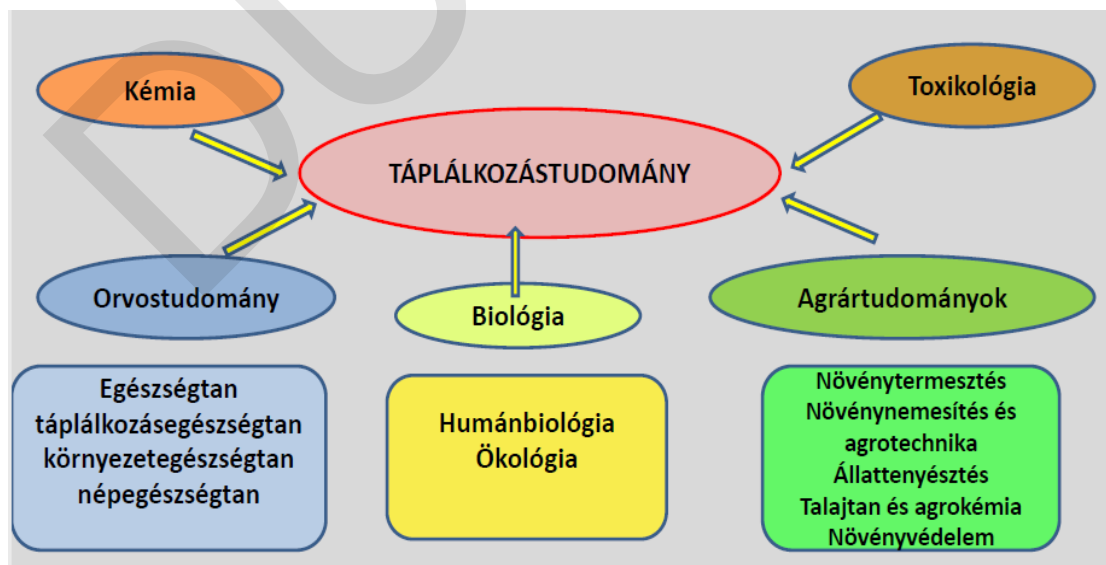 Kémia
Toxikológia
TÁPLÁLKOZÁSTUDOMÁNY
Orvostudomány
Biológia
Agrártudományok
Egészségtan
táplálkozásegészségtan
környezetegészségtan
népegészségtan
Humánbiológia
Ökológia
Növénytermesztés
Növénynemesítés és
agrotechnika
Állattenyésztés
Talajtan és agrokémia
Növényvédelem